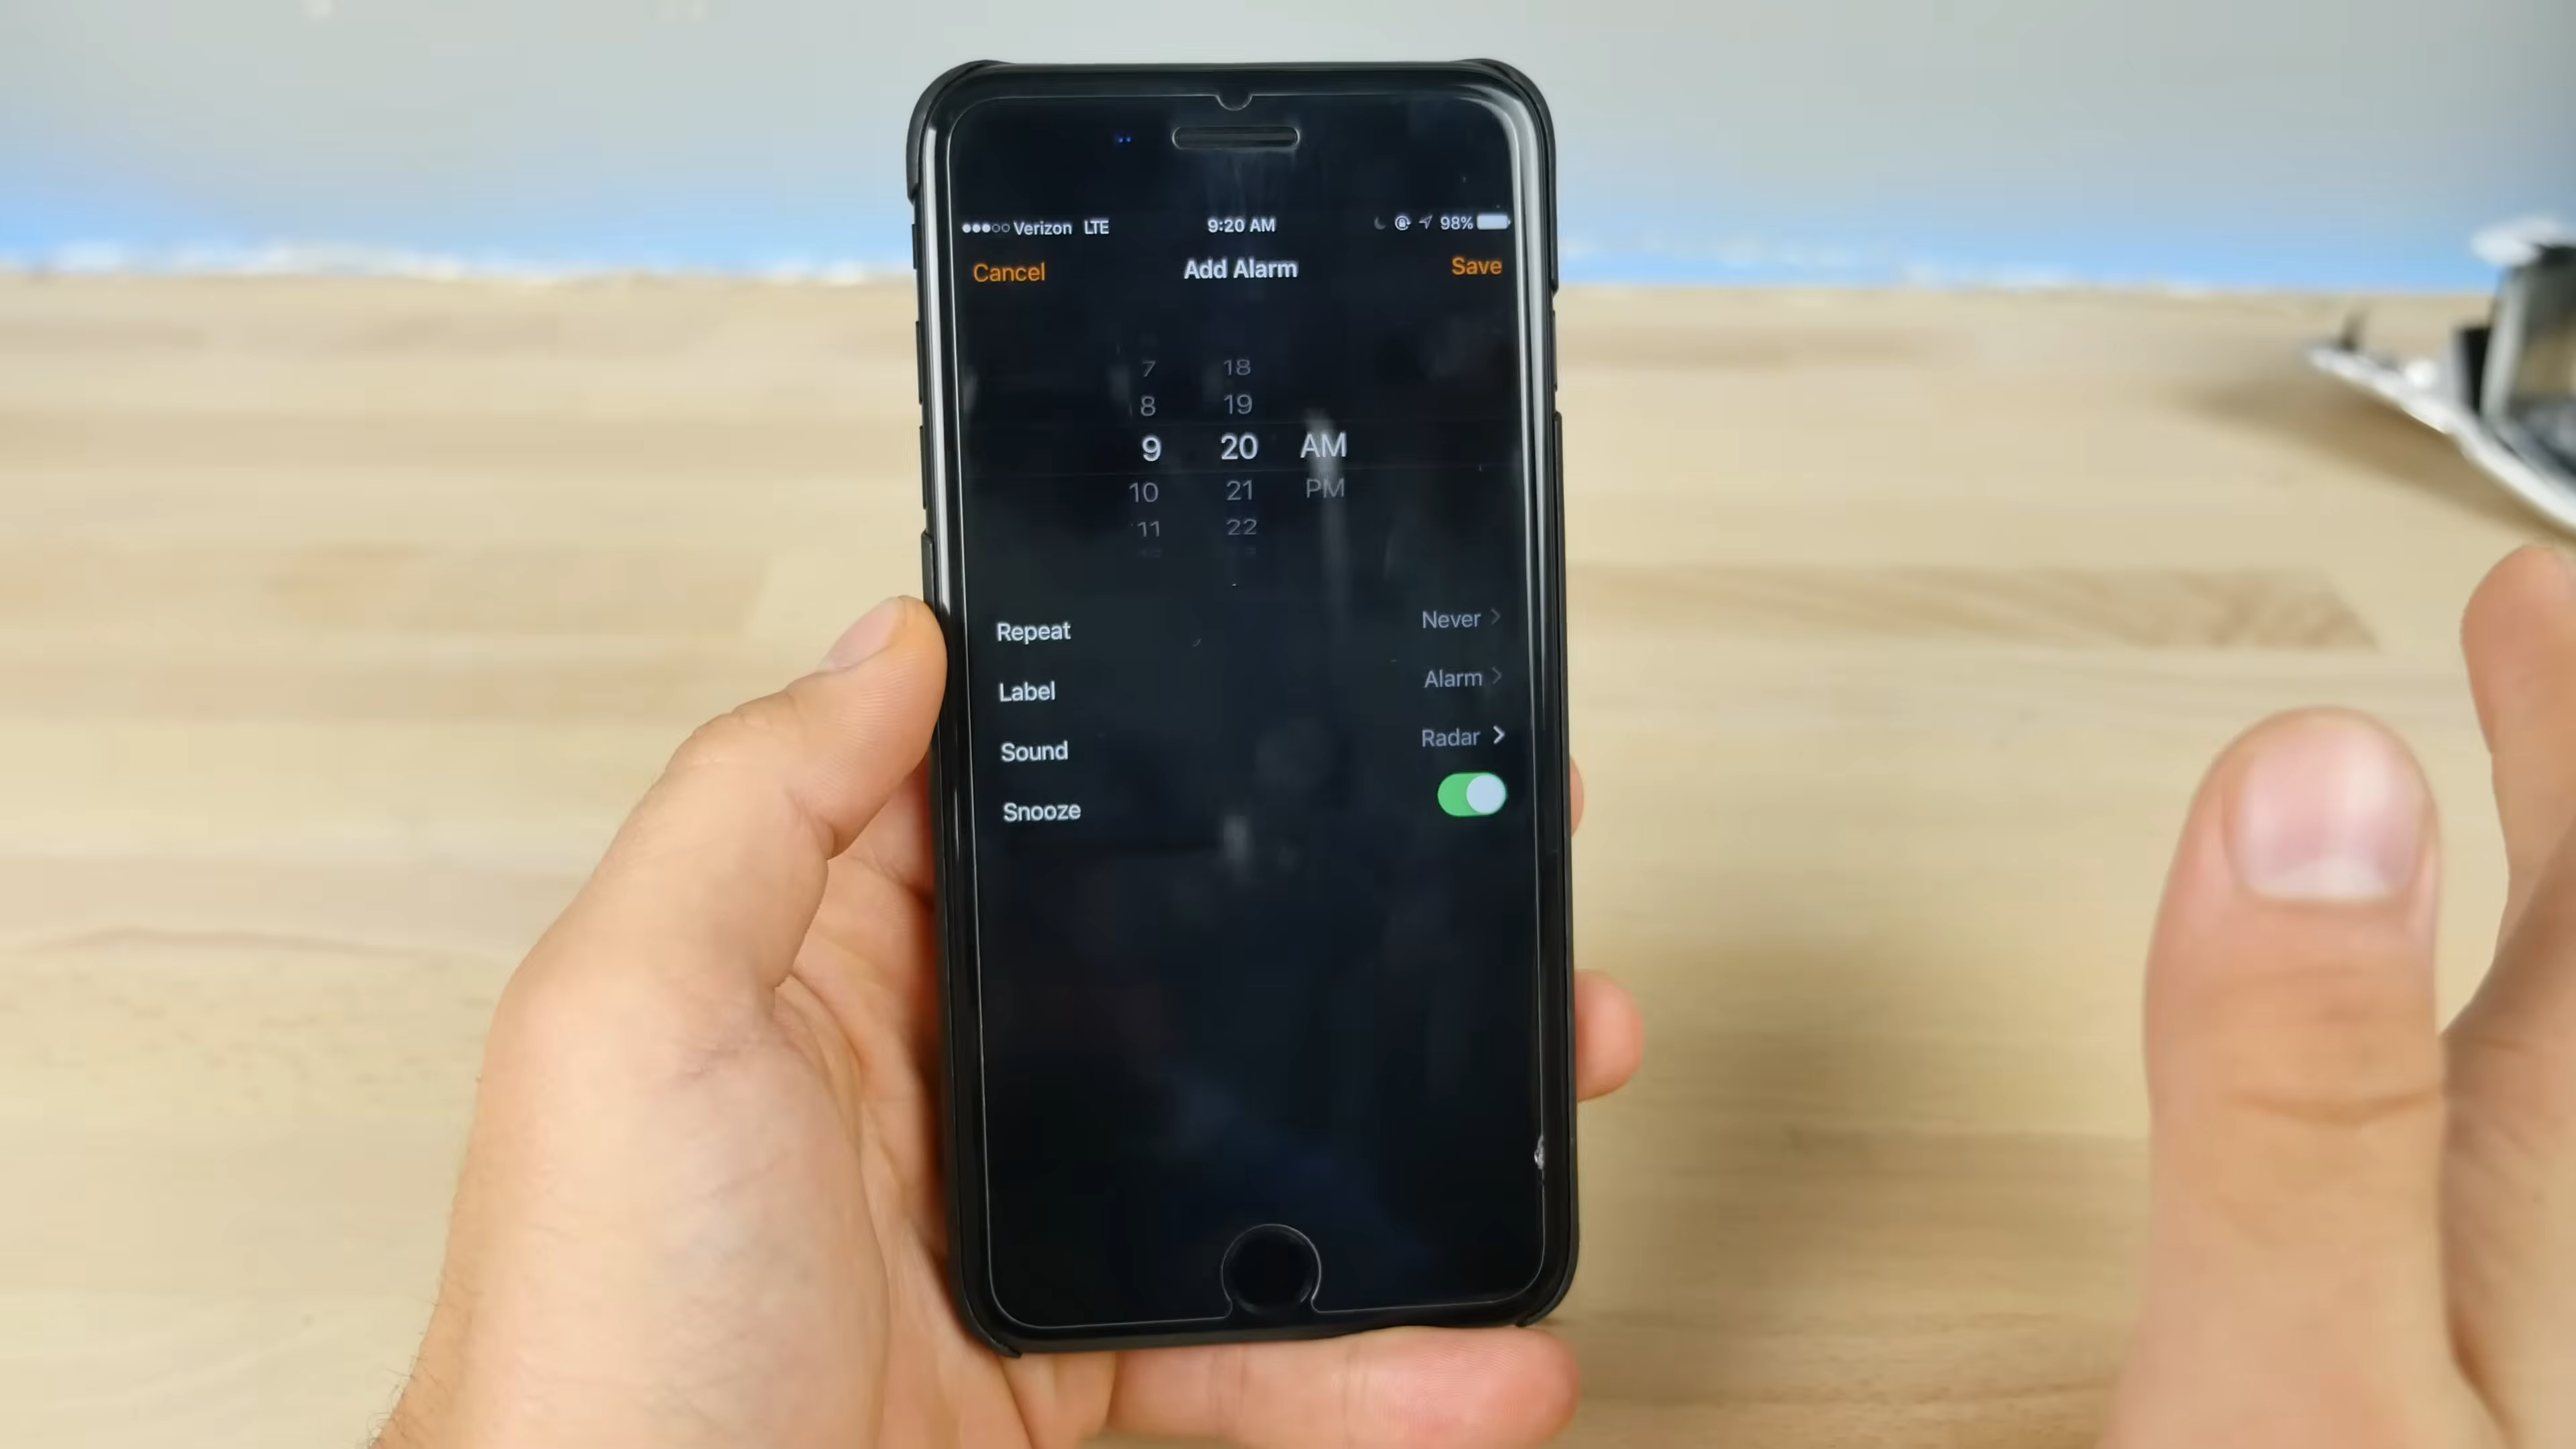 Verizon LTE 9:20 AM 98%
Cancel Add Alarm Save
7 18
8 19
9 20 AM
10 21 PM
11 22
Repeat Never
Label Alarm
Sound Radar
Snooze